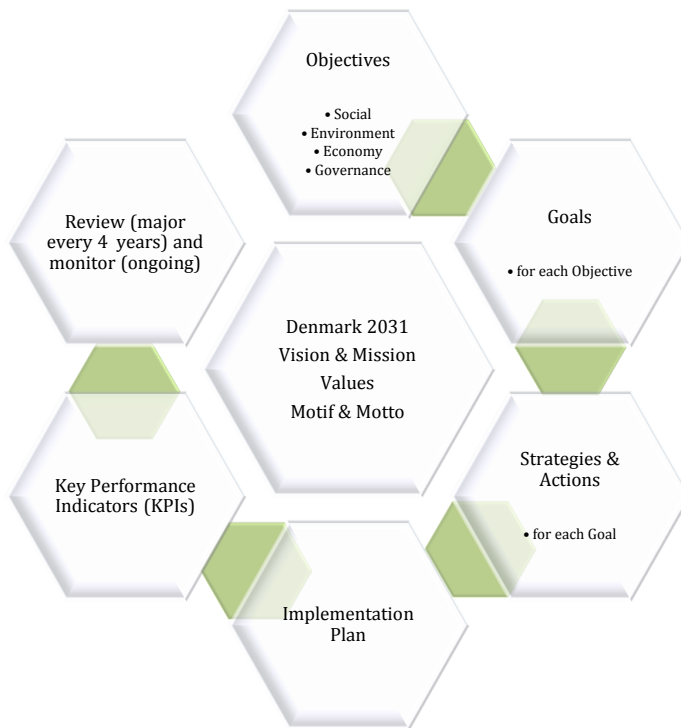 Objectives
• Social
• Environment
• Economy
• Governance
Goals
• for each Objective
Strategies &
Actions
• for each Goal
Implementation
Plan
Key Performance
Indicators (KPIs)
Review (major
every 4 years) and
monitor (ongoing)
Denmark 2031
Vision & Mission
Values
Motif & Motto